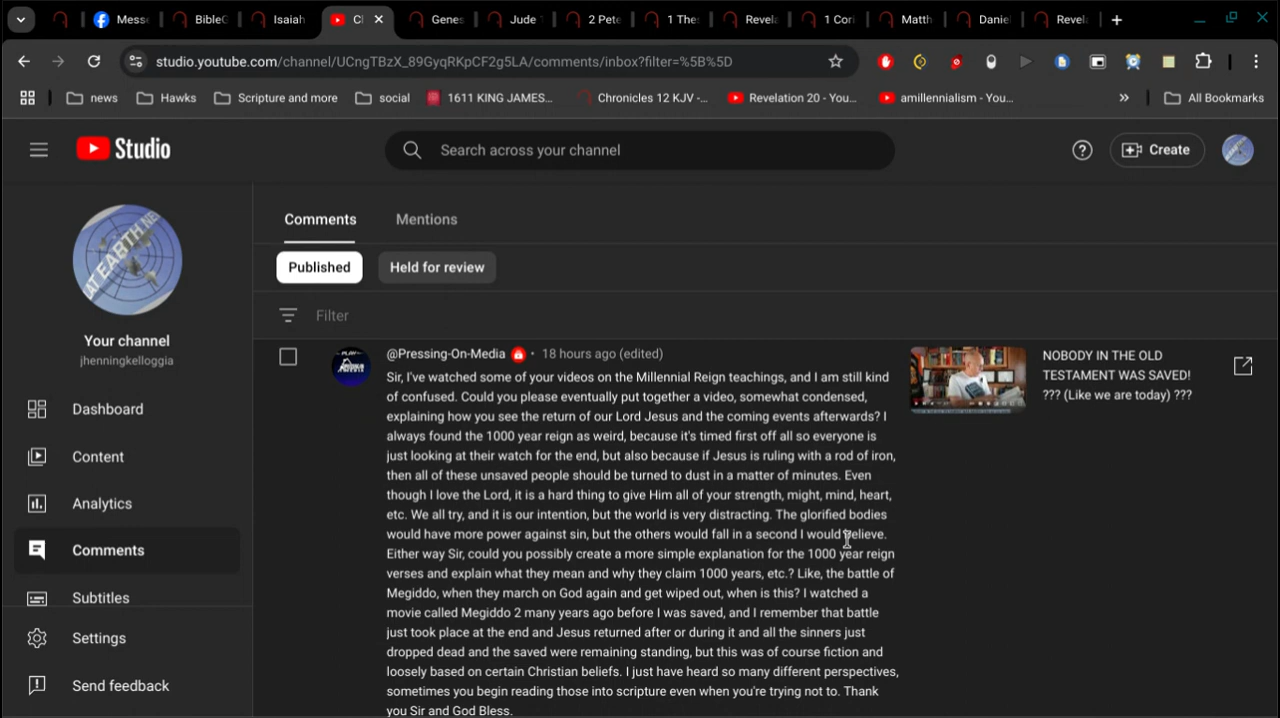 Messe
BibleG
Isaiah
Cl
Genes
Jude
2 Pete
1 The
Revela
1 Cori
Matth
Danie
Revel
studio.youtube.com/channel/UCngTBzX_89GyqRKpCF2g5LA/comments/inbox?filter=%5B%5D
news
Hawks
Scripture and more
social
1611 KING JAMES...
Chronicles 12 KJV -...
Revelation 20 - You...
amillennialism - You...
All Bookmarks
Studio
Search across your channel
Create
AT EARTH NE
Your channel
jhenningkelloggia
Dashboard
Content
Analytics
Comments
Subtitles
Settings
Send feedback
Comments
Mentions
Published
Held for review
Filter
@Pressing-On-Media • 18 hours ago (edited)
Sir, I've watched some of your videos on the Millennial Reign teachings, and I am still kind
of confused. Could you please eventually put together a video, somewhat condensed,
explaining how you see the return of our Lord Jesus and the coming events afterwards? I
always found the 1000 year reign as weird, because it's timed first off all so everyone is
just looking at their watch for the end, but also because if Jesus is ruling with a rod of iron,
then all of these unsaved people should be turned to dust in a matter of minutes. Even
though I love the Lord, it is a hard thing to give Him all of your strength, might, mind, heart,
etc. We all try, and it is our intention, but the world is very distracting. The glorified bodies
would have more power against sin, but the others would fall in a second I would believe.
Either way Sir, could you possibly create a more simple explanation for the 1000 year reign
verses and explain what they mean and why they claim 1000 years, etc.? Like, the battle of
Megiddo, when they march on God again and get wiped out, when is this? I watched a
movie called Megiddo 2 many years ago before I was saved, and I remember that battle
just took place at the end and Jesus returned after or during it and all the sinners just
dropped dead and the saved were remaining standing, but this was of course fiction and
loosely based on certain Christian beliefs. I just have heard so many different perspectives,
sometimes you begin reading those into scripture even when you're trying not to. Thank
you Sir and God Bless.
NOBODY IN THE OLD
TESTAMENT WAS SAVED!
??? (Like we are today) ???